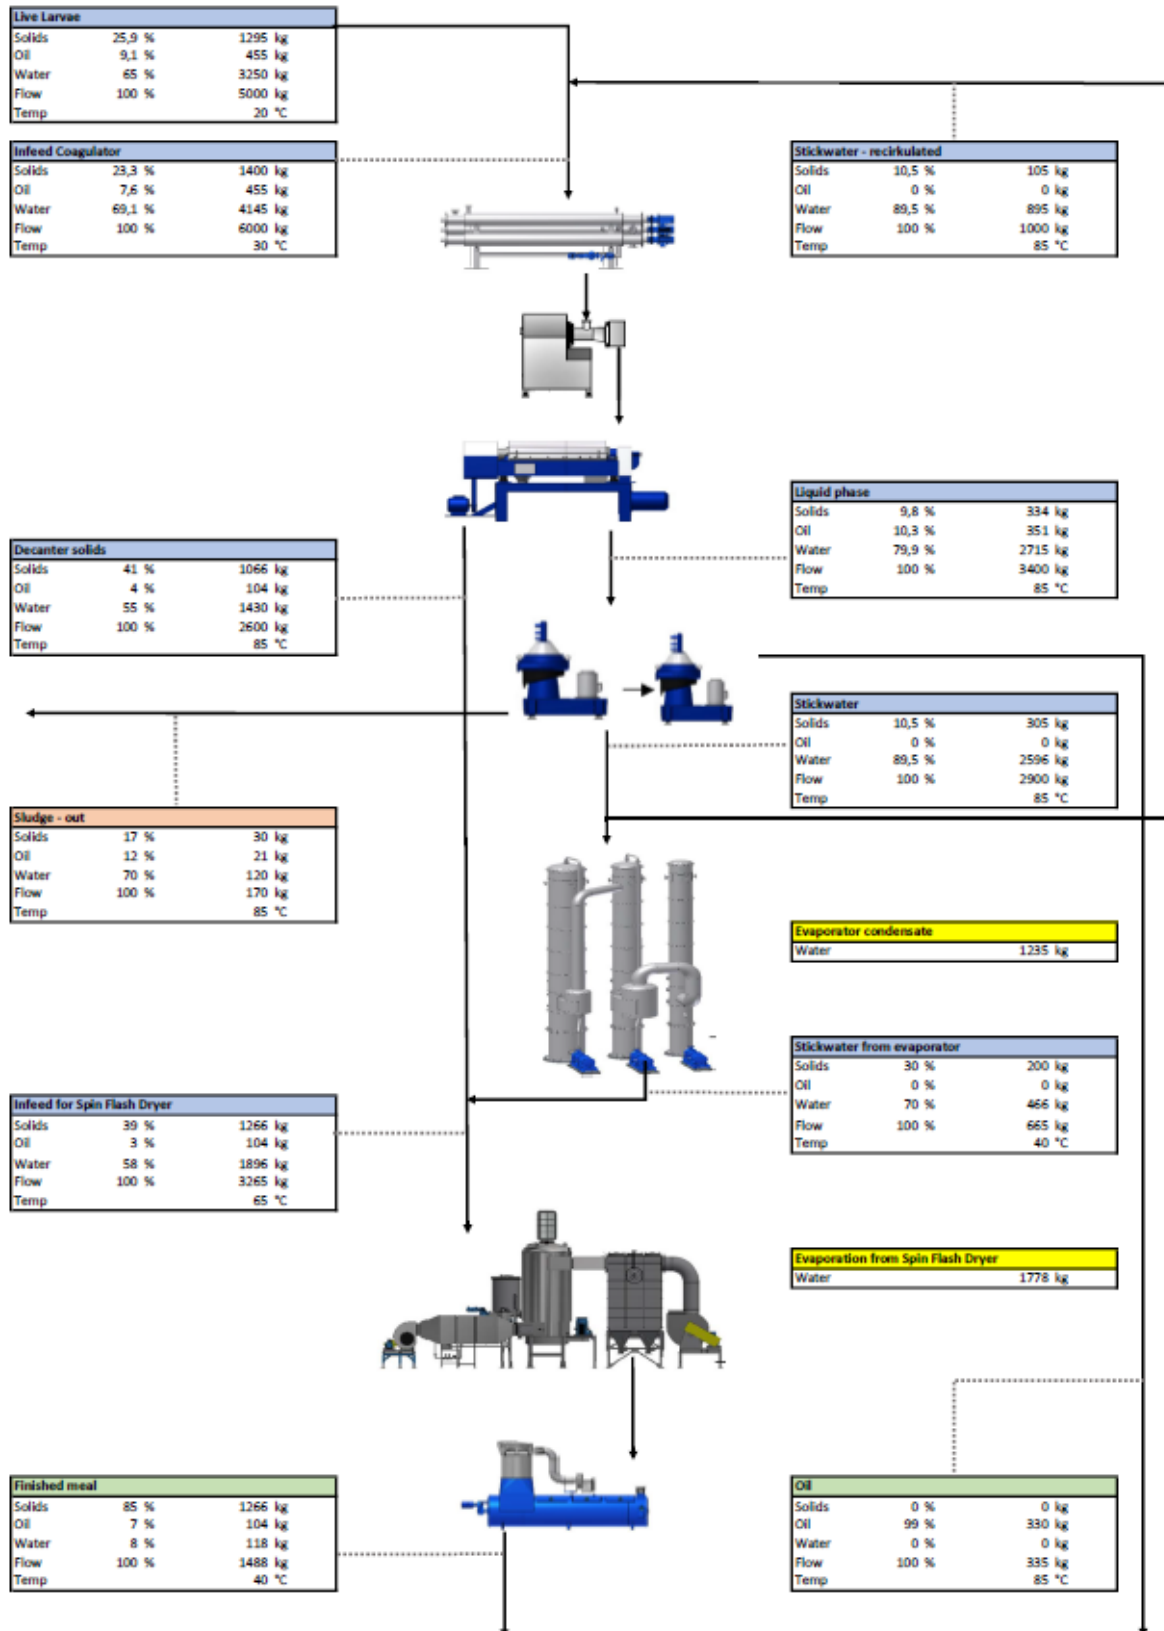 Live Larvae
Solids 25,9 % 1295 kg
Oil 9,1 % 455 kg
Water 65 % 3250 kg
Flow 100 % 5000 kg
Temp 20 °C
Infeed Coagulator
Solids 23,3 % 1400 kg
Oil 7,6 % 455 kg
Water 69,1 % 4145 kg
Flow 100 % 6000 kg
Temp 30 °C
Stickwater - recirkulated
Solids 10,5 % 105 kg
Oil 0 % 0 kg
Water 89,5 % 895 kg
Flow 100 % 1000 kg
Temp 85 °C
Liquid phase
Solids 9,8 % 334 kg
Oil 10,3 % 351 kg
Water 79,9 % 2715 kg
Flow 100 % 3400 kg
Temp 85 °C
Decanter solids
Solids 41 % 1066 kg
Oil 4 % 104 kg
Water 55 % 1430 kg
Flow 100 % 2600 kg
Temp 85 °C
Stickwater
Solids 10,5 % 305 kg
Oil 0 % 0 kg
Water 89,5 % 2596 kg
Flow 100 % 2900 kg
Temp 85 °C
Sludge - out
Solids 17 % 30 kg
Oil 12 % 21 kg
Water 70 % 120 kg
Flow 100 % 170 kg
Temp 85 °C
Evaporator condensate
Water 1235 kg
Stickwater from evaporator
Solids 30 % 200 kg
Oil 0 % 0 kg
Water 70 % 466 kg
Flow 100 % 665 kg
Temp 40 °C
Infeed for Spin Flash Dryer
Solids 39 % 1266 kg
Oil 3 % 104 kg
Water 58 % 1896 kg
Flow 100 % 3265 kg
Temp 65 °C
Evaporation from Spin Flash Dryer
Water 1778 kg
Finished meal
Solids 85 % 1266 kg
Oil 7 % 104 kg
Water 8 % 118 kg
Flow 100 % 1488 kg
Temp 40 °C
Oil
Solids 0 % 0 kg
Oil 99 % 330 kg
Water 0 % 0 kg
Flow 100 % 335 kg
Temp 85 °C